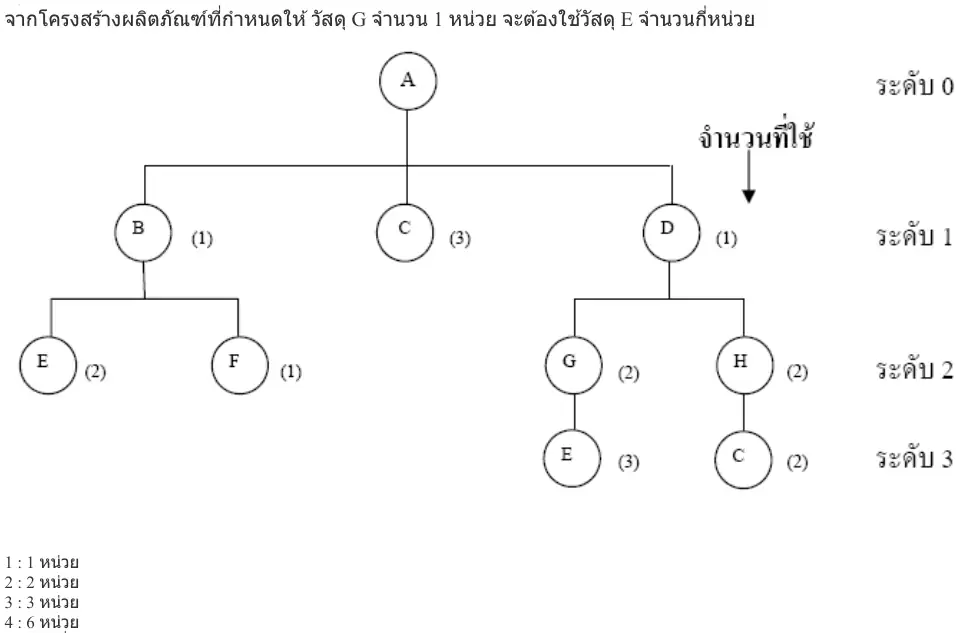 จากโครงสร้างผลิตภัณฑ์ที่กำหนดให้ วัสดุ G จำนวน 1 หน่วย จะต้องใช้วัสดุ E จำนวนกี่หน่วย
A ระดับ 0
จำนวนที่ใช้
B (1) C (3) D (1) ระดับ 1
E (2) F (1) G (2) H (2) ระดับ 2
E (3) C (2) ระดับ 3
1 : 1 หน่วย
2 : 2 หน่วย
3 : 3 หน่วย
4 : 6 หน่วย